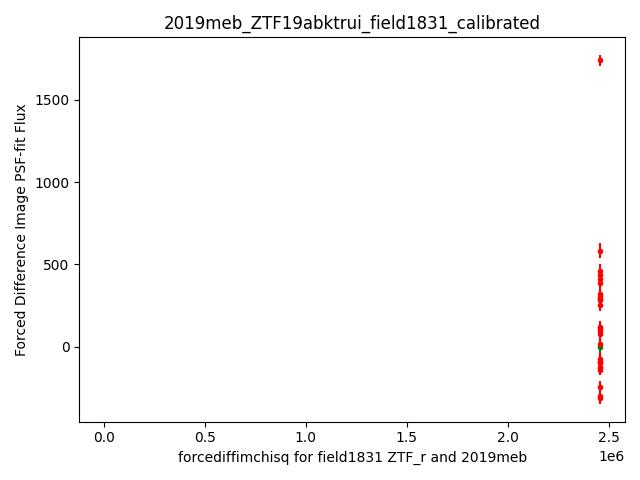 2019meb_ZTF19abktrui_field1831_calibrated
Forced Difference Image PSF-fit Flux
1500
1000
500
0
0.0 0.5 1.0 1.5 2.0 2.5
1e6
forcediffimchisq for field1831 ZTF_r and 2019meb